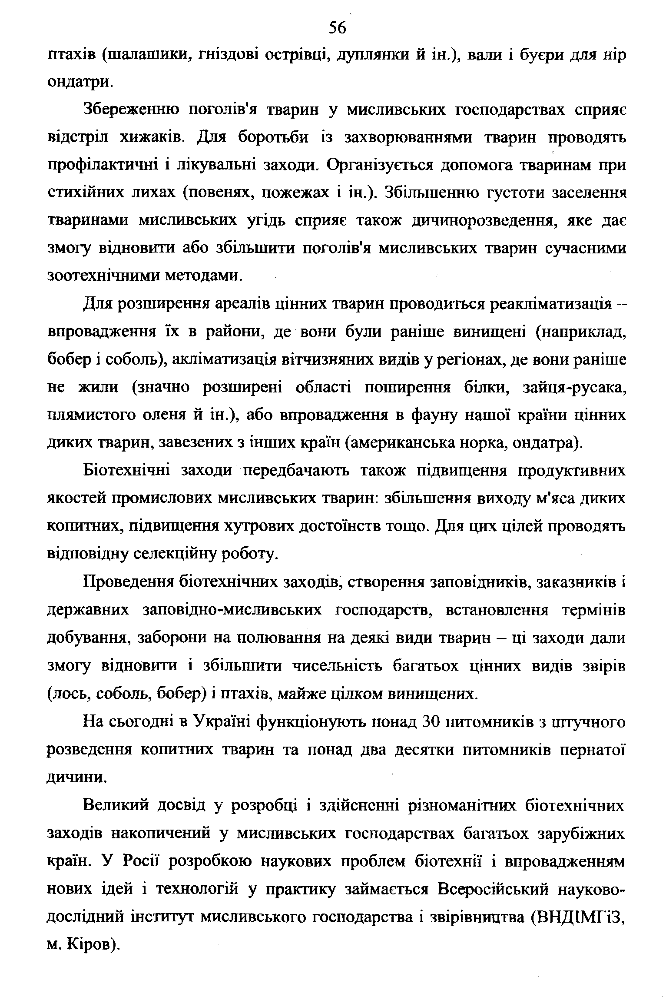 56
птахів (шалашики, гніздові острівці, дуплянки й ін.), вали і буєри для нір
ондатри.
Збереженню поголів'я тварин у мисливських господарствах сприяє
відстріл хижаків. Для боротьби із захворюваннями тварин проводять
профілактичні і лікувальні заходи. Організується допомога тваринам при
стихійних лихах (повенях, пожежах і ін.). Збільшенню густоти заселення
тваринами мисливських угідь сприяє також дичинорозведення, яке дає
змогу відновити або збільшити поголів'я мисливських тварин сучасними
зоотехнічними методами.
Для розширення ареалів цінних тварин проводиться реакліматизація –
впровадження їх в райони, де вони були раніше винищені (наприклад,
бобер і соболь), акліматизація вітчизняних видів у регіонах, де вони раніше
не жили (значно розширені області поширення білки, зайця-русака,
плямистого оленя й ін.), або впровадження в фауну нашої країни цінних
диких тварин, завезених з інших країн (американська норка, ондатра).
Біотехнічні заходи передбачають також підвищення продуктивних
якостей промислових мисливських тварин: збільшення виходу м'яса диких
копитних, підвищення хутрових достоїнств тощо. Для цих цілей проводять
відповідну селекційну роботу.
Проведення біотехнічних заходів, створення заповідників, заказників і
державних заповідно-мисливських господарств, встановлення термінів
добування, заборони на полювання на деякі види тварин – ці заходи дали
змогу відновити і збільшити чисельність багатьох цінних видів звірів
(лось, соболь, бобер) і птахів, майже цілком винищених.
На сьогодні в Україні функціонують понад 30 питомників з штучного
розведення копитних тварин та понад два десятки питомників пернатої
дичини.
Великий досвід у розробці і здійсненні різноманітних біотехнічних
заходів накопичений у мисливських господарствах багатьох зарубіжних
країн. У Росії розробкою наукових проблем біотехнії і впровадженням
нових ідей і технологій у практику займається Всеросійський науково-
дослідний інститут мисливського господарства і звірівництва (ВНДІМГіЗ,
м. Кіров).